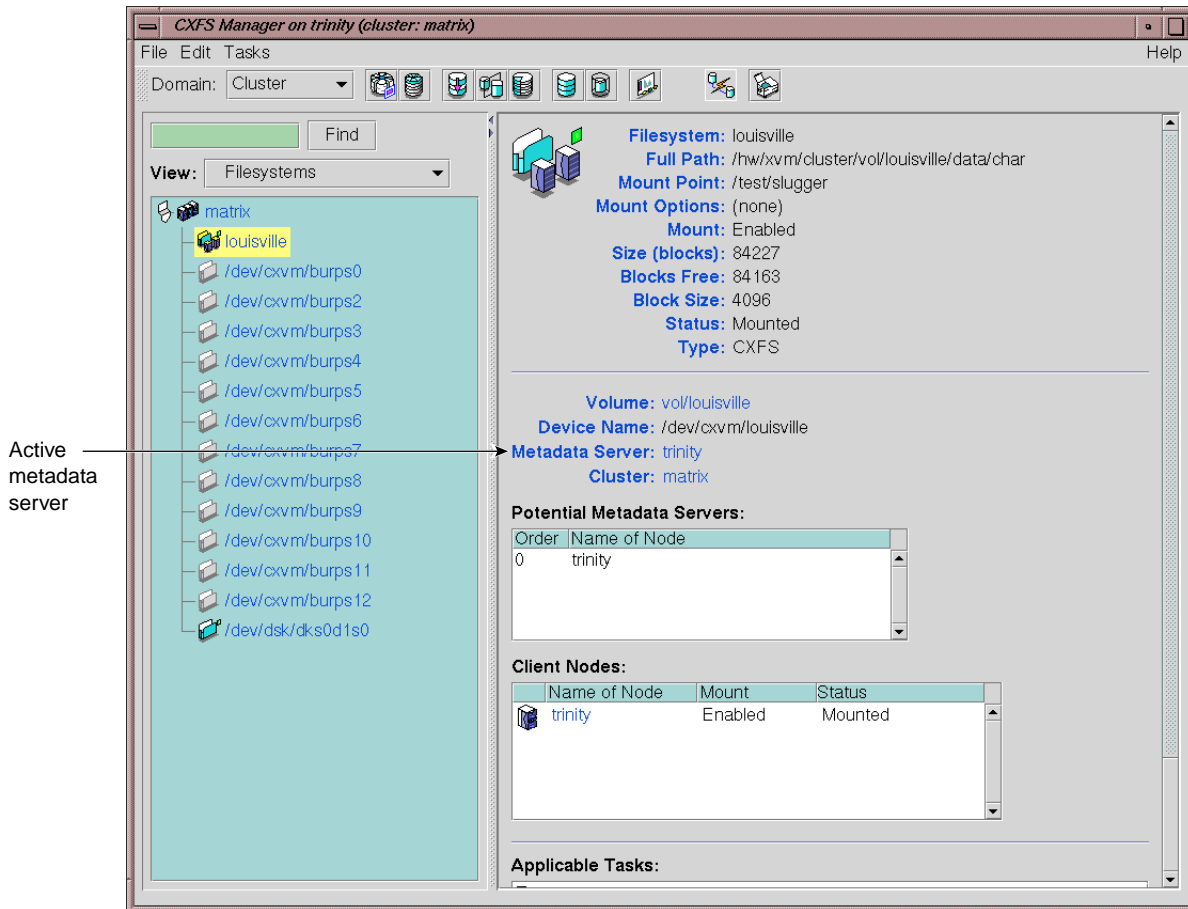 CXFS Manager on trinity (cluster: matrix)
File Edit Tasks Help
Domain: Cluster
Find
View: Filesystems
matrix
louisville
/dev/cxvm/burps0
/dev/cxvm/burps2
/dev/cxvm/burps3
/dev/cxvm/burps4
/dev/cxvm/burps5
/dev/cxvm/burps6
/dev/cxvm/burps7
/dev/cxvm/burps8
/dev/cxvm/burps9
/dev/cxvm/burps10
/dev/cxvm/burps11
/dev/cxvm/burps12
/dev/dsk/dks0d1s0
Active
metadata
server
Filesystem: louisville
Full Path: /hw/xvm/cluster/vol/louisville/data/char
Mount Point: /test/slugger
Mount Options: (none)
Mount: Enabled
Size (blocks): 84227
Blocks Free: 84163
Block Size: 4096
Status: Mounted
Type: CXFS
Volume: vol/louisville
Device Name: /dev/cxvm/louisville
Metadata Server: trinity
Cluster: matrix
Potential Metadata Servers:
Order Name of Node
0 trinity
Client Nodes:
Name of Node Mount Status
trinity Enabled Mounted
Applicable Tasks: